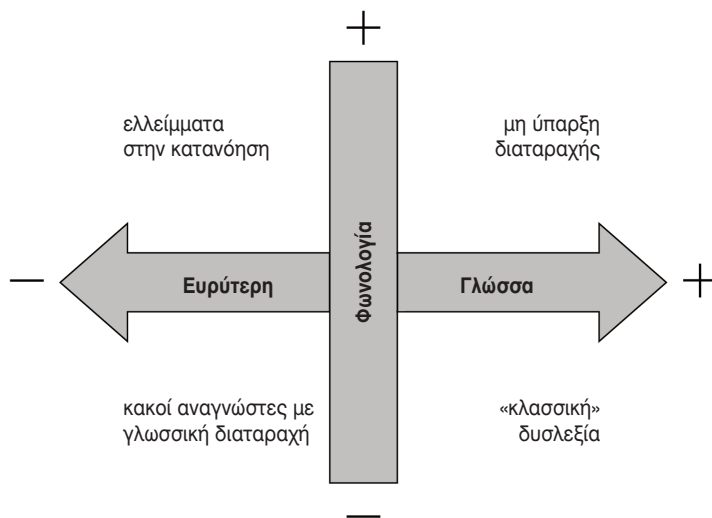 +
ελλείμματα
στην κατανόηση
μη ύπαρξη
διαταραχής
Φωνολογία
–
Ευρύτερη
Γλώσσα
+
κακοί αναγνώστες με
γλωσσική διαταραχή
«κλασσική»
δυσλεξία
–